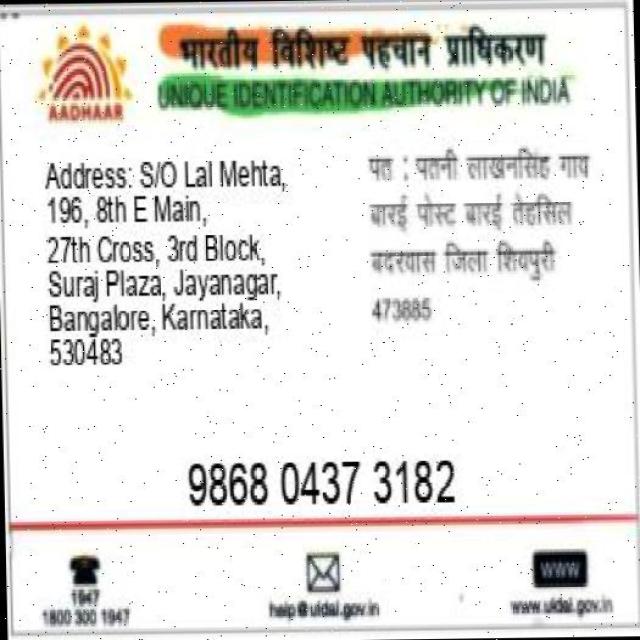 भारतीय विशिष्ट पहचान प्राधिकरण
UNIQUE IDENTIFICATION AUTHORITY OF INDIA
AADHAAR
Address: S/O Lal Mehta,
196, 8th E Main,
27th Cross, 3rd Block,
Suraj Plaza, Jayanagar,
Bangalore, Karnataka,
530483
पत : पतनी लाखनसिंह गाव
बारई पोस्ट बारई तेहसिल
बदरवास जिला शिवपुरी
473885
9868 0437 3182
1947
1800 300 1947
help@uidai.gov.in
WWW
www.uidai.gov.in